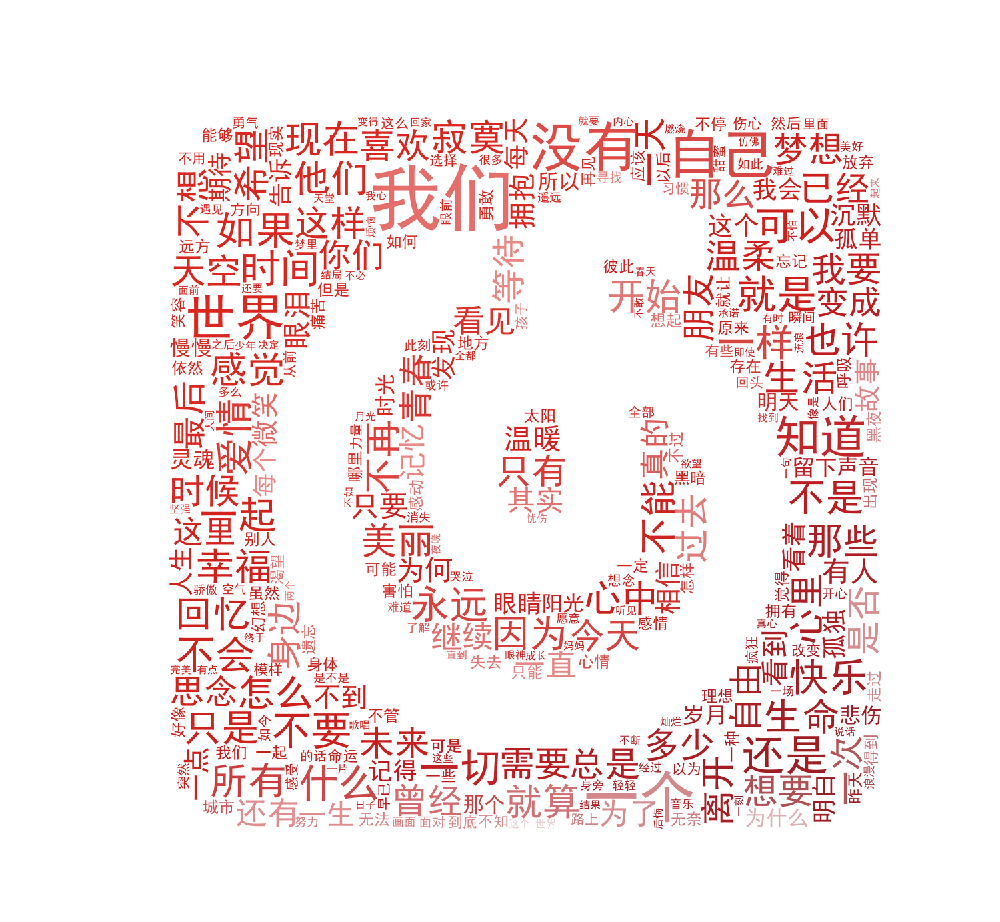 勇气 变得 这么 回家 就要 内心 燃烧 不停 伤心 然后 里面
能够 希望 现实 现在 喜欢 寂寞 每天 没有 一天 自己 仿佛 梦想 美好
不用 期待 告诉 他们 选择 很多 再见 应该 以后 甜蜜 如此 难过 放弃
想 天堂 我心 我们 拥抱 所以 寻找 习惯 那么 我会 已经 起来
遇见 方向 眼前 勇敢 遥远
不想 如果 这样 烦恼 如何 这个 可以 不怕 沉默
远方 梦里 你们 等待 温柔 忘记 孤单
天空 时间 结局 不必 彼此 春天 我要
面前 还要 但是 开始 朋友 就让 就是 变成
笑容 世界 眼泪 痛苦 看见 孩子 不敢 想起 承诺 有时 瞬间
慢慢 之后 少年 决定 此刻 发现 地方 原来 一样 流浪 也许
依然 感觉 从前 青春 全都 有些 即使 存在 生活 呼吸 故事
多么 时光 或许 回头
最后 爱情 微笑 月光 太阳 全部 明天 像是 人们
人间 力量 不再 记忆 温暖 真的 不过 找到 知道 黑夜
灵魂 每个 哪里 只有 欲望 一句 留下 声音
时候 不如 感动 其实 黑暗 不是 出现
坚强 一起 只要 消失 忧伤 不能 过去
这里 别人 美丽 夜晚 看着 那些
人生 幸福 渴望 可能 为何 哭泣 一定 相信 怎样 有人
骄傲 空气 虽然 两个 害怕 想念 觉得 心里 开心 是否
回忆 幻想 身边 难道 永远 眼睛 阳光 心中 听见 拥有 孤独
终于 遗忘 了解 继续 因为 愿意 今天 感情 真心
不会 直到 眼神 成长 妈妈 疯狂 看到 改变
完美 有点 模样 身体 失去 只能 一直 心情 快乐 走过
思念 怎么 是不是 不到 自由 一场
理想
好像 只是 如今 不要 歌唱 不管 灿烂 岁月 生命 悲伤
未来 可是 不断 多少 一种 说话
突然 一点 我们 一起 的话 命运 这些 一切 需要 总是 经过 以为 离开 还是 一次 得到
所有 感受 什么 一片 记得 一些 身旁 轻轻 一个 想要 明白 昨天 浪漫
城市 还有 一生 日子 早已 曾经 那个 就算 结果 为了 音乐 一刻
努力 无法 画面 面对 到底 不知 这个 世界 路上 后悔 无奈 为什么